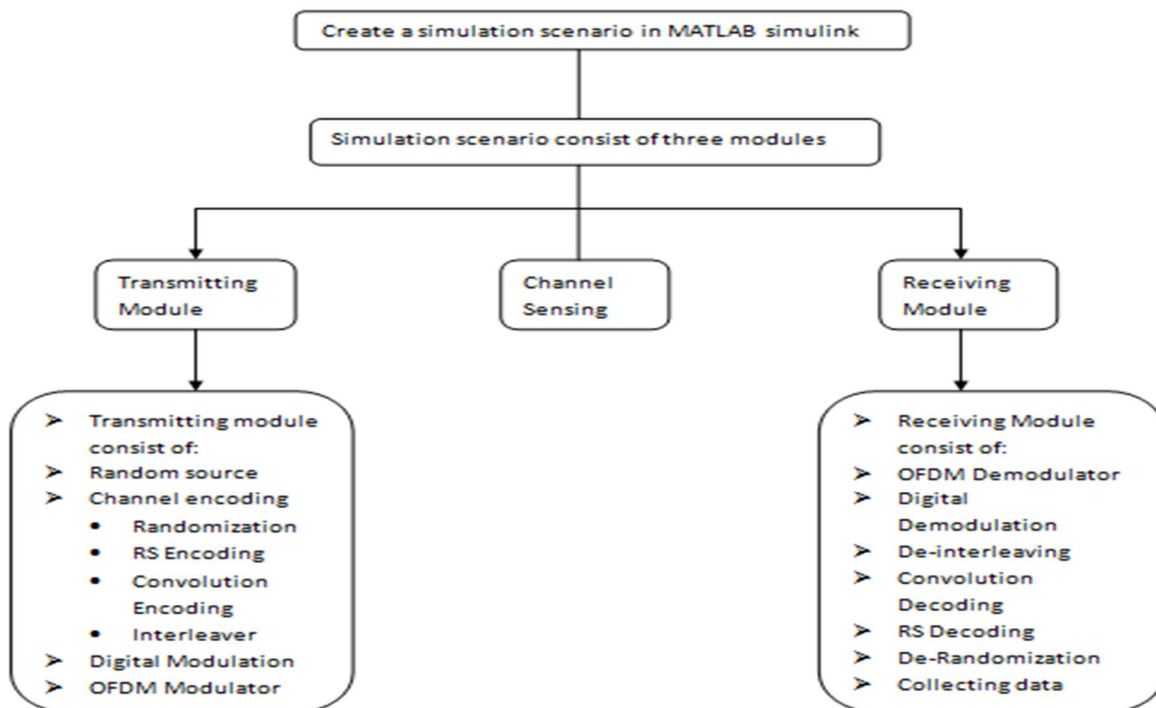 Create a simulation scenario in MATLAB simulink
Simulation scenario consist of three modules
Transmitting
Module
Channel
Sensing
Receiving
Module
➤ Transmitting module
consist of:
➤ Random source
➤ Channel encoding
• Randomization
• RS Encoding
• Convolution
Encoding
• Interleaver
➤ Digital Modulation
➤ OFDM Modulator
➤ Receiving Module
consist of:
➤ OFDM Demodulator
➤ Digital
Demodulation
➤ De-interleaving
➤ Convolution
Decoding
➤ RS Decoding
➤ De-Randomization
➤ Collecting data